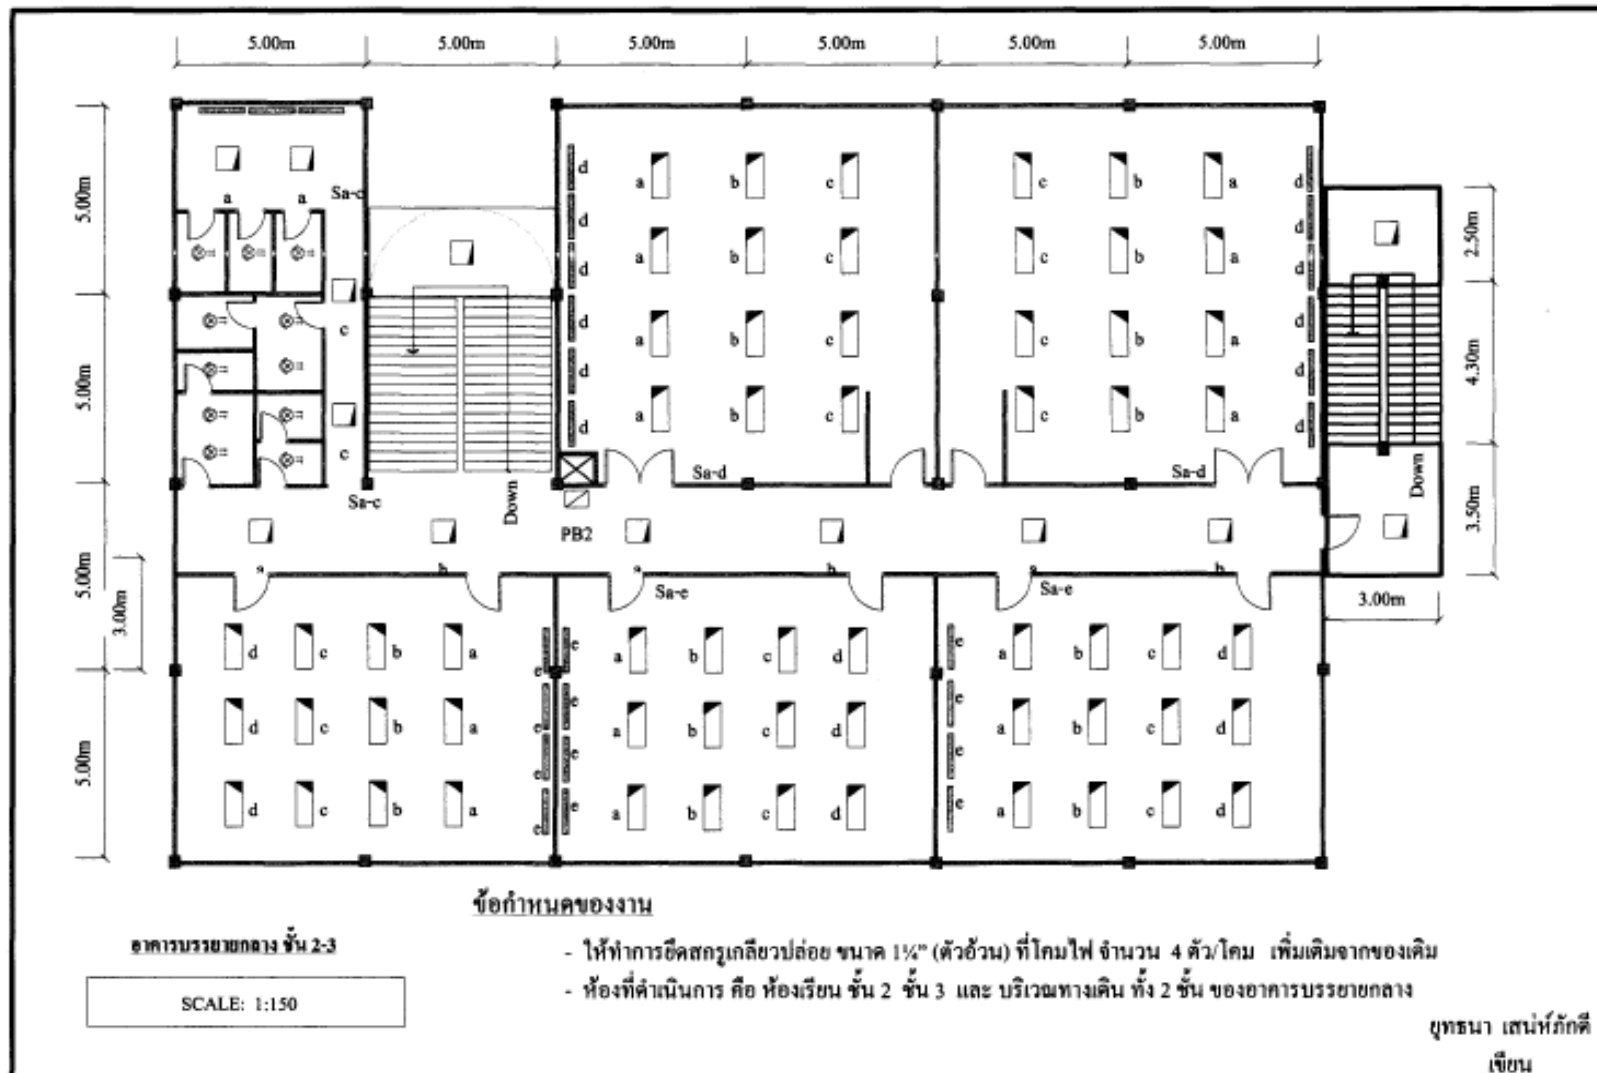 5.00m 5.00m 5.00m 5.00m 5.00m 5.00m
5.00m
5.00m
5.00m
3.00m
5.00m
2.50m
4.30m
3.50m
3.00m
a a Sa-c
c
c
Sa-c
d a b c
d a b c
d
d a b c
d
d a b c
c b a d
d
c b a d
d
c b a d
d
c b a d
Sa-d Sa-d
Down
Down
PB2
a b a b a b
Sa-e Sa-e
d c b a e e a b c d e a b c d
d c b a e e a b c d e a b c d
e e e
d c b a e e a b c d e a b c d
ข้อกำหนดของงาน
อาคารบรรยายกลาง ชั้น 2-3
SCALE: 1:150
- ให้ทำการยึดสกรูเกลียวปล่อย ขนาด 1¼" (ตัวอ้วน) ที่โคมไฟ จำนวน 4 ตัว/โคม เพิ่มเติมจากของเดิม
- ห้องที่ดำเนินการ คือ ห้องเรียน ชั้น 2 ชั้น 3 และ บริเวณทางเดิน ทั้ง 2 ชั้น ของอาคารบรรยายกลาง
ยุทธนา เสน่ห์ภักดี
เขียน